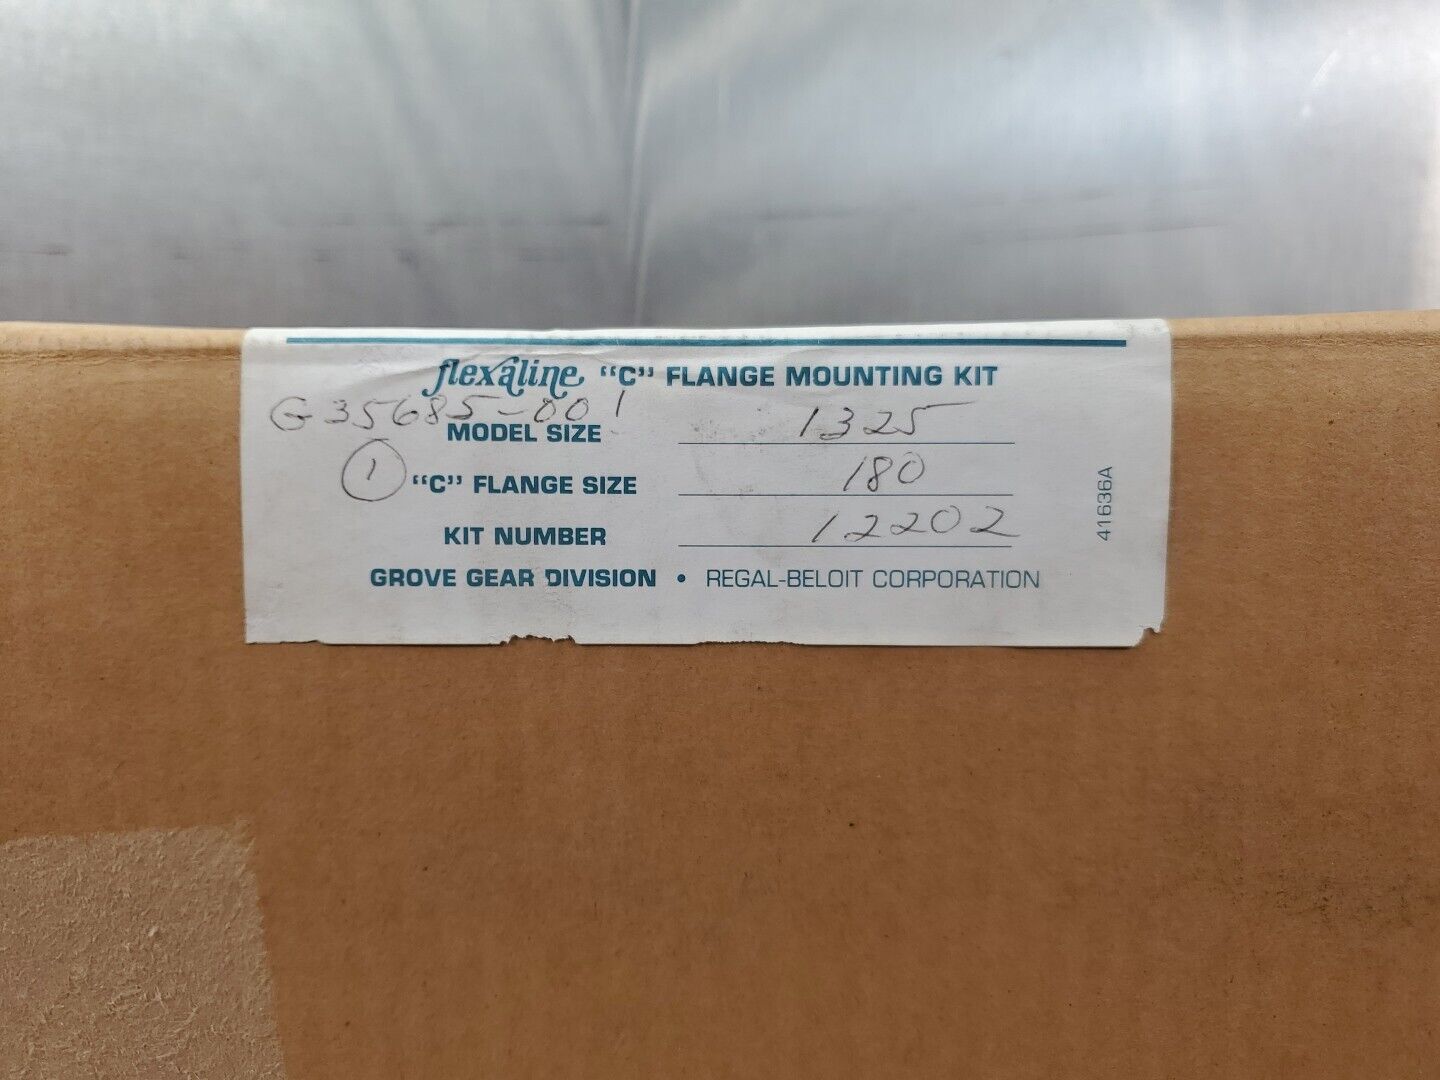 flexaline "C" FLANGE MOUNTING KIT
G35685-001
MODEL SIZE 1325
1 "C" FLANGE SIZE 180
KIT NUMBER 12202
GROVE GEAR DIVISION • REGAL-BELOIT CORPORATION
41636A